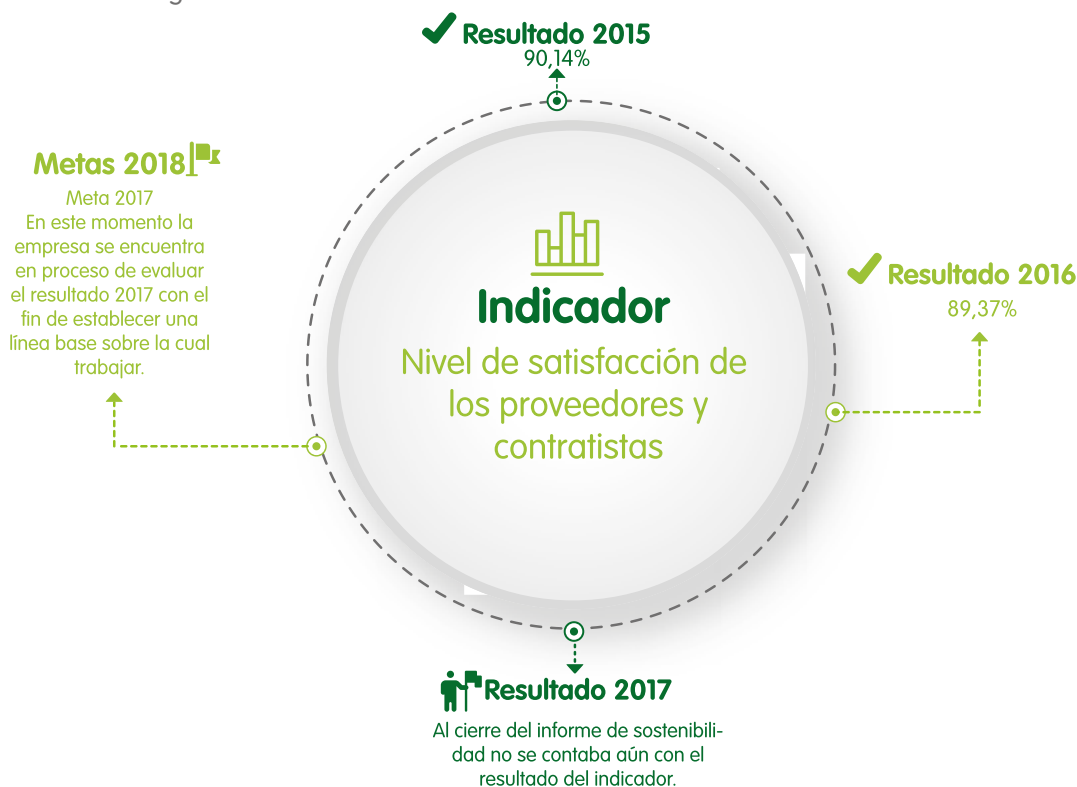 Resultado 2015
90,14%
Metas 2018
Meta 2017
En este momento la
empresa se encuentra
en proceso de evaluar
el resultado 2017 con el
fin de establecer una
línea base sobre la cual
trabajar.
Indicador
Nivel de satisfacción de
los proveedores y
contratistas
Resultado 2016
89,37%
Resultado 2017
Al cierre del informe de sostenibili-
dad no se contaba aún con el
resultado del indicador.